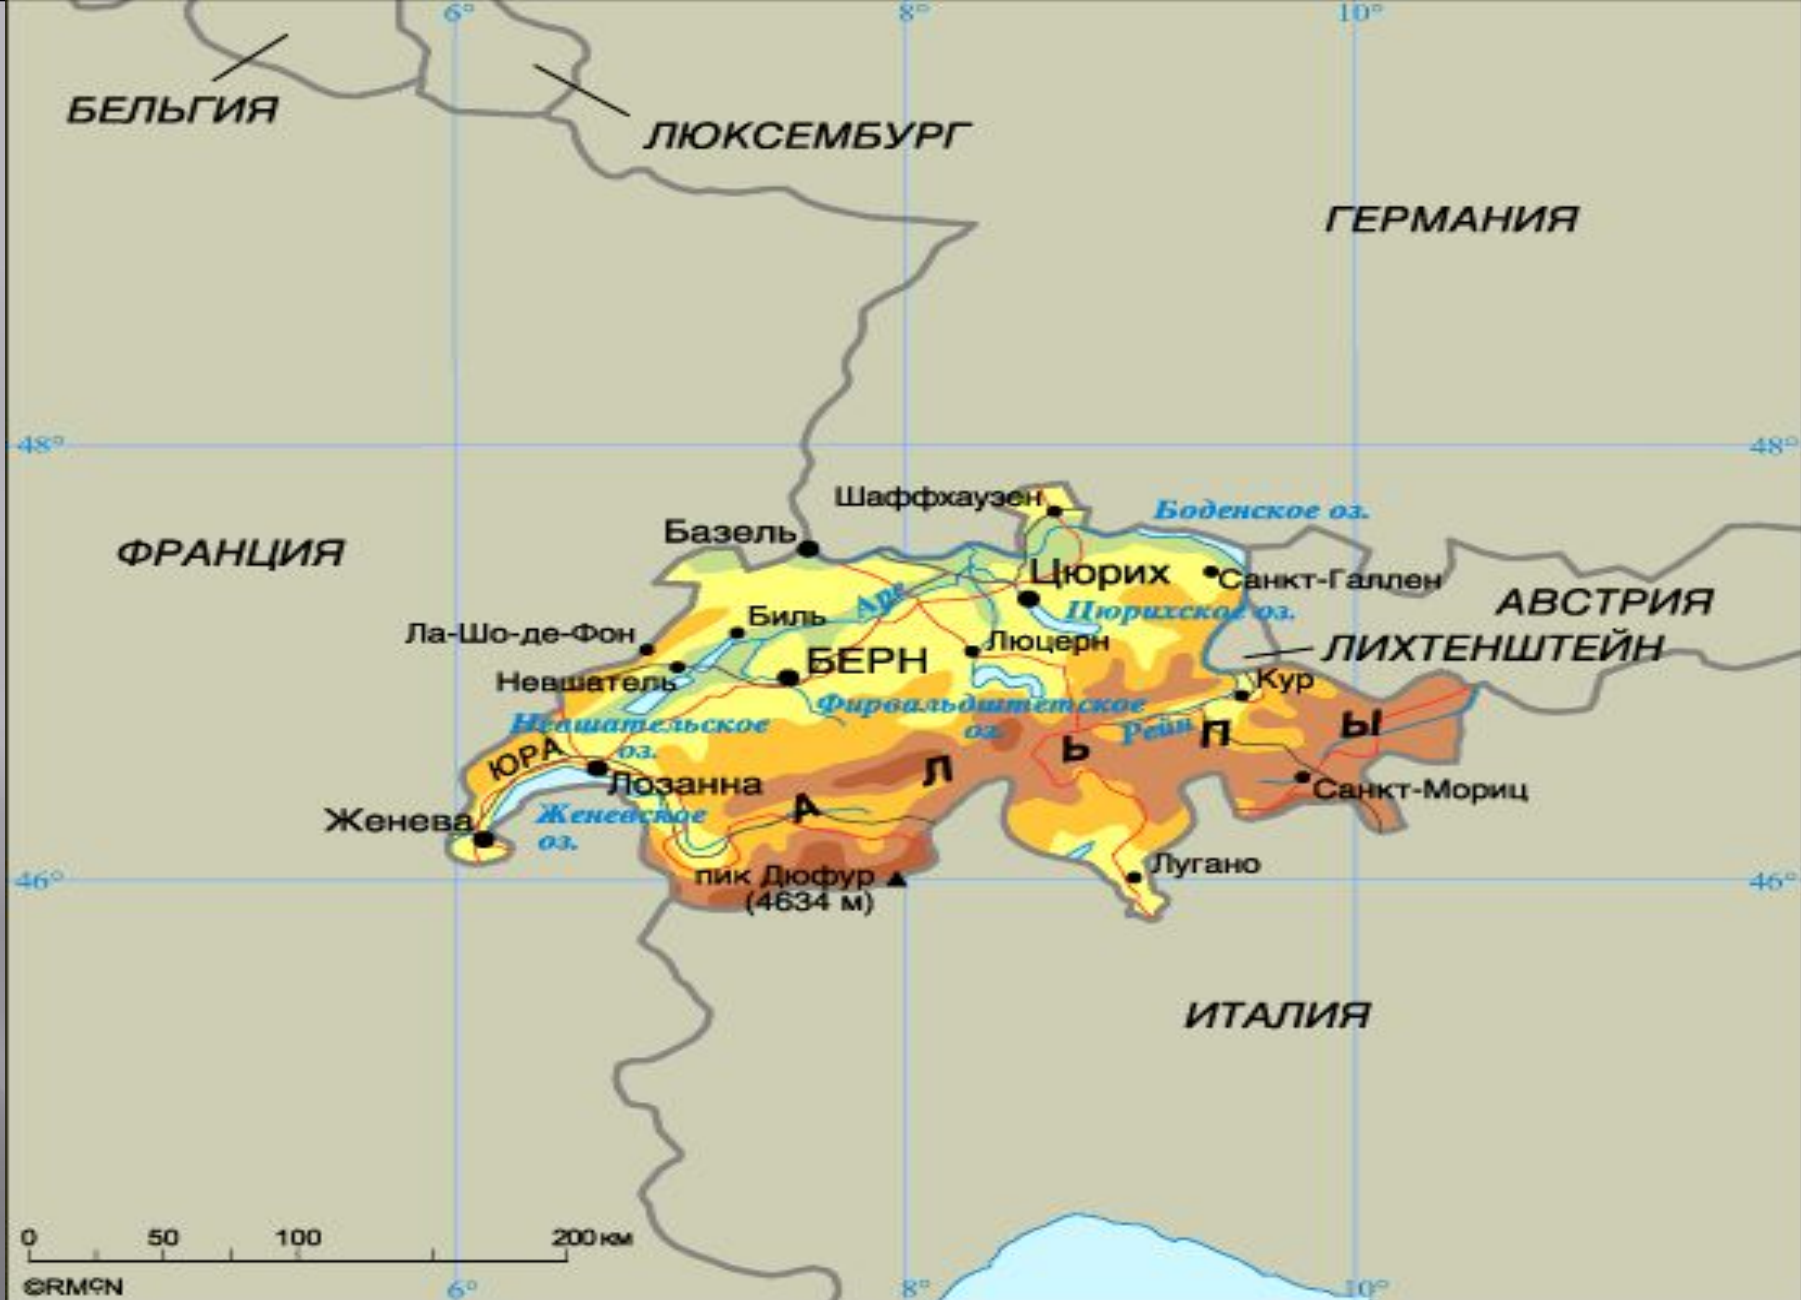 6° 8° 10°
БЕЛЬГИЯ
ЛЮКСЕМБУРГ
ГЕРМАНИЯ
48° 48°
Шаффхаузен
Боденское оз.
Базель
ФРАНЦИЯ
Цюрих
Санкт-Галлен
Аре
Цюрихское оз.
АВСТРИЯ
Биль
Ла-Шо-де-Фон
Люцерн
ЛИХТЕНШТЕЙН
БЕРН
Невшатель
Кур
Фирвальдштетское
оз.
Невшательское
оз.
Рейн
ЮРА
А Л Ь П Ы
Лозанна
Санкт-Мориц
Женева
Женевское
оз.
Лугано
пик Дюфур
(4634 м)
46° 46°
ИТАЛИЯ
0 50 100 200 км
©RMCN
6° 8° 10°